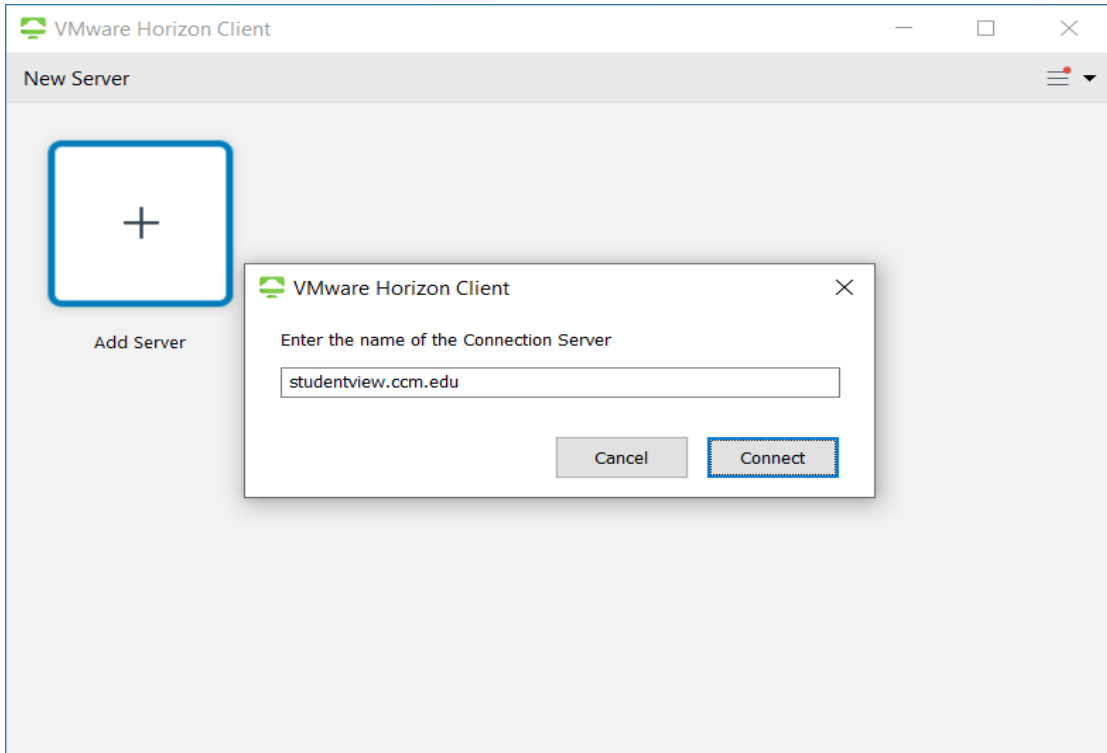 VMware Horizon Client
New Server
Add Server
VMware Horizon Client
Enter the name of the Connection Server
studentview.ccm.edu
Cancel Connect